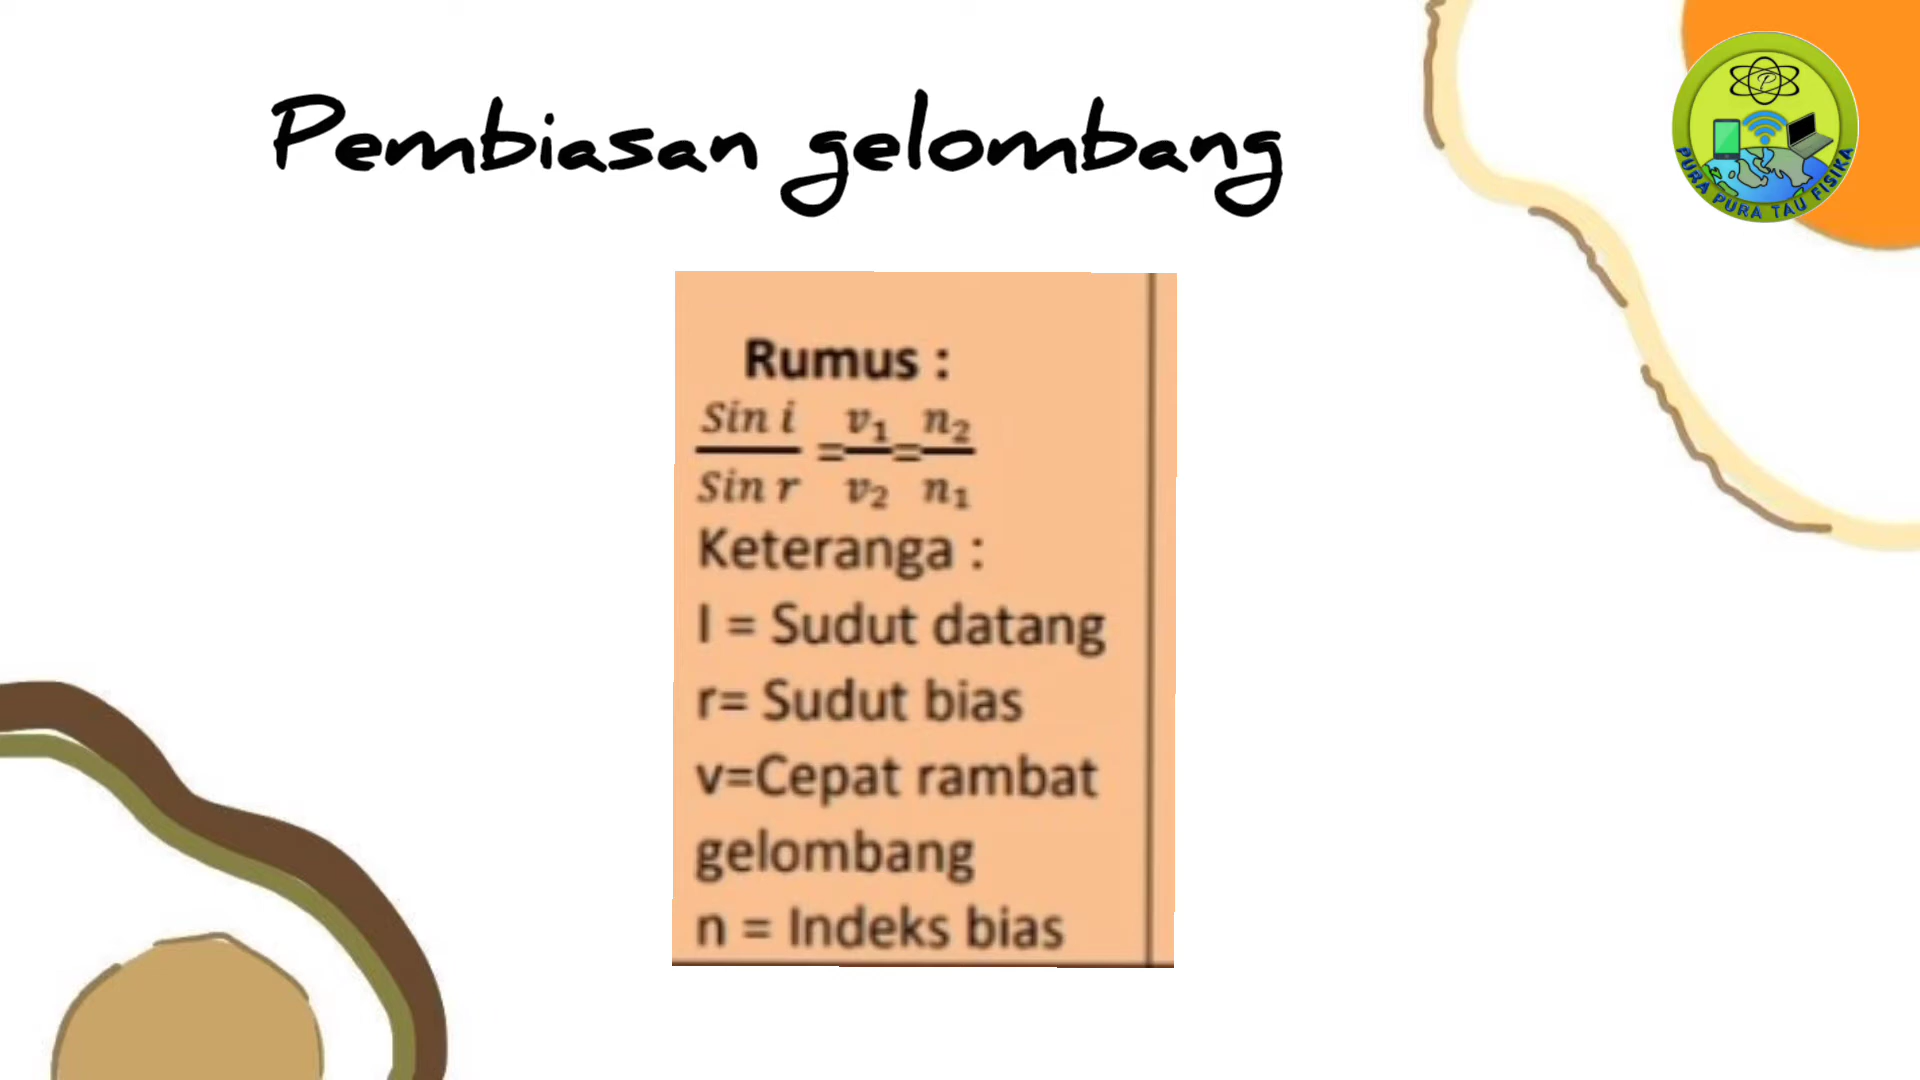 Pembiasan gelombang
PURA PURA TAU FISIKA
Rumus :
Sin i / Sin r = v₁ / v₂ = n₂ / n₁
Keteranga :
I = Sudut datang
r= Sudut bias
v=Cepat rambat
gelombang
n = Indeks bias